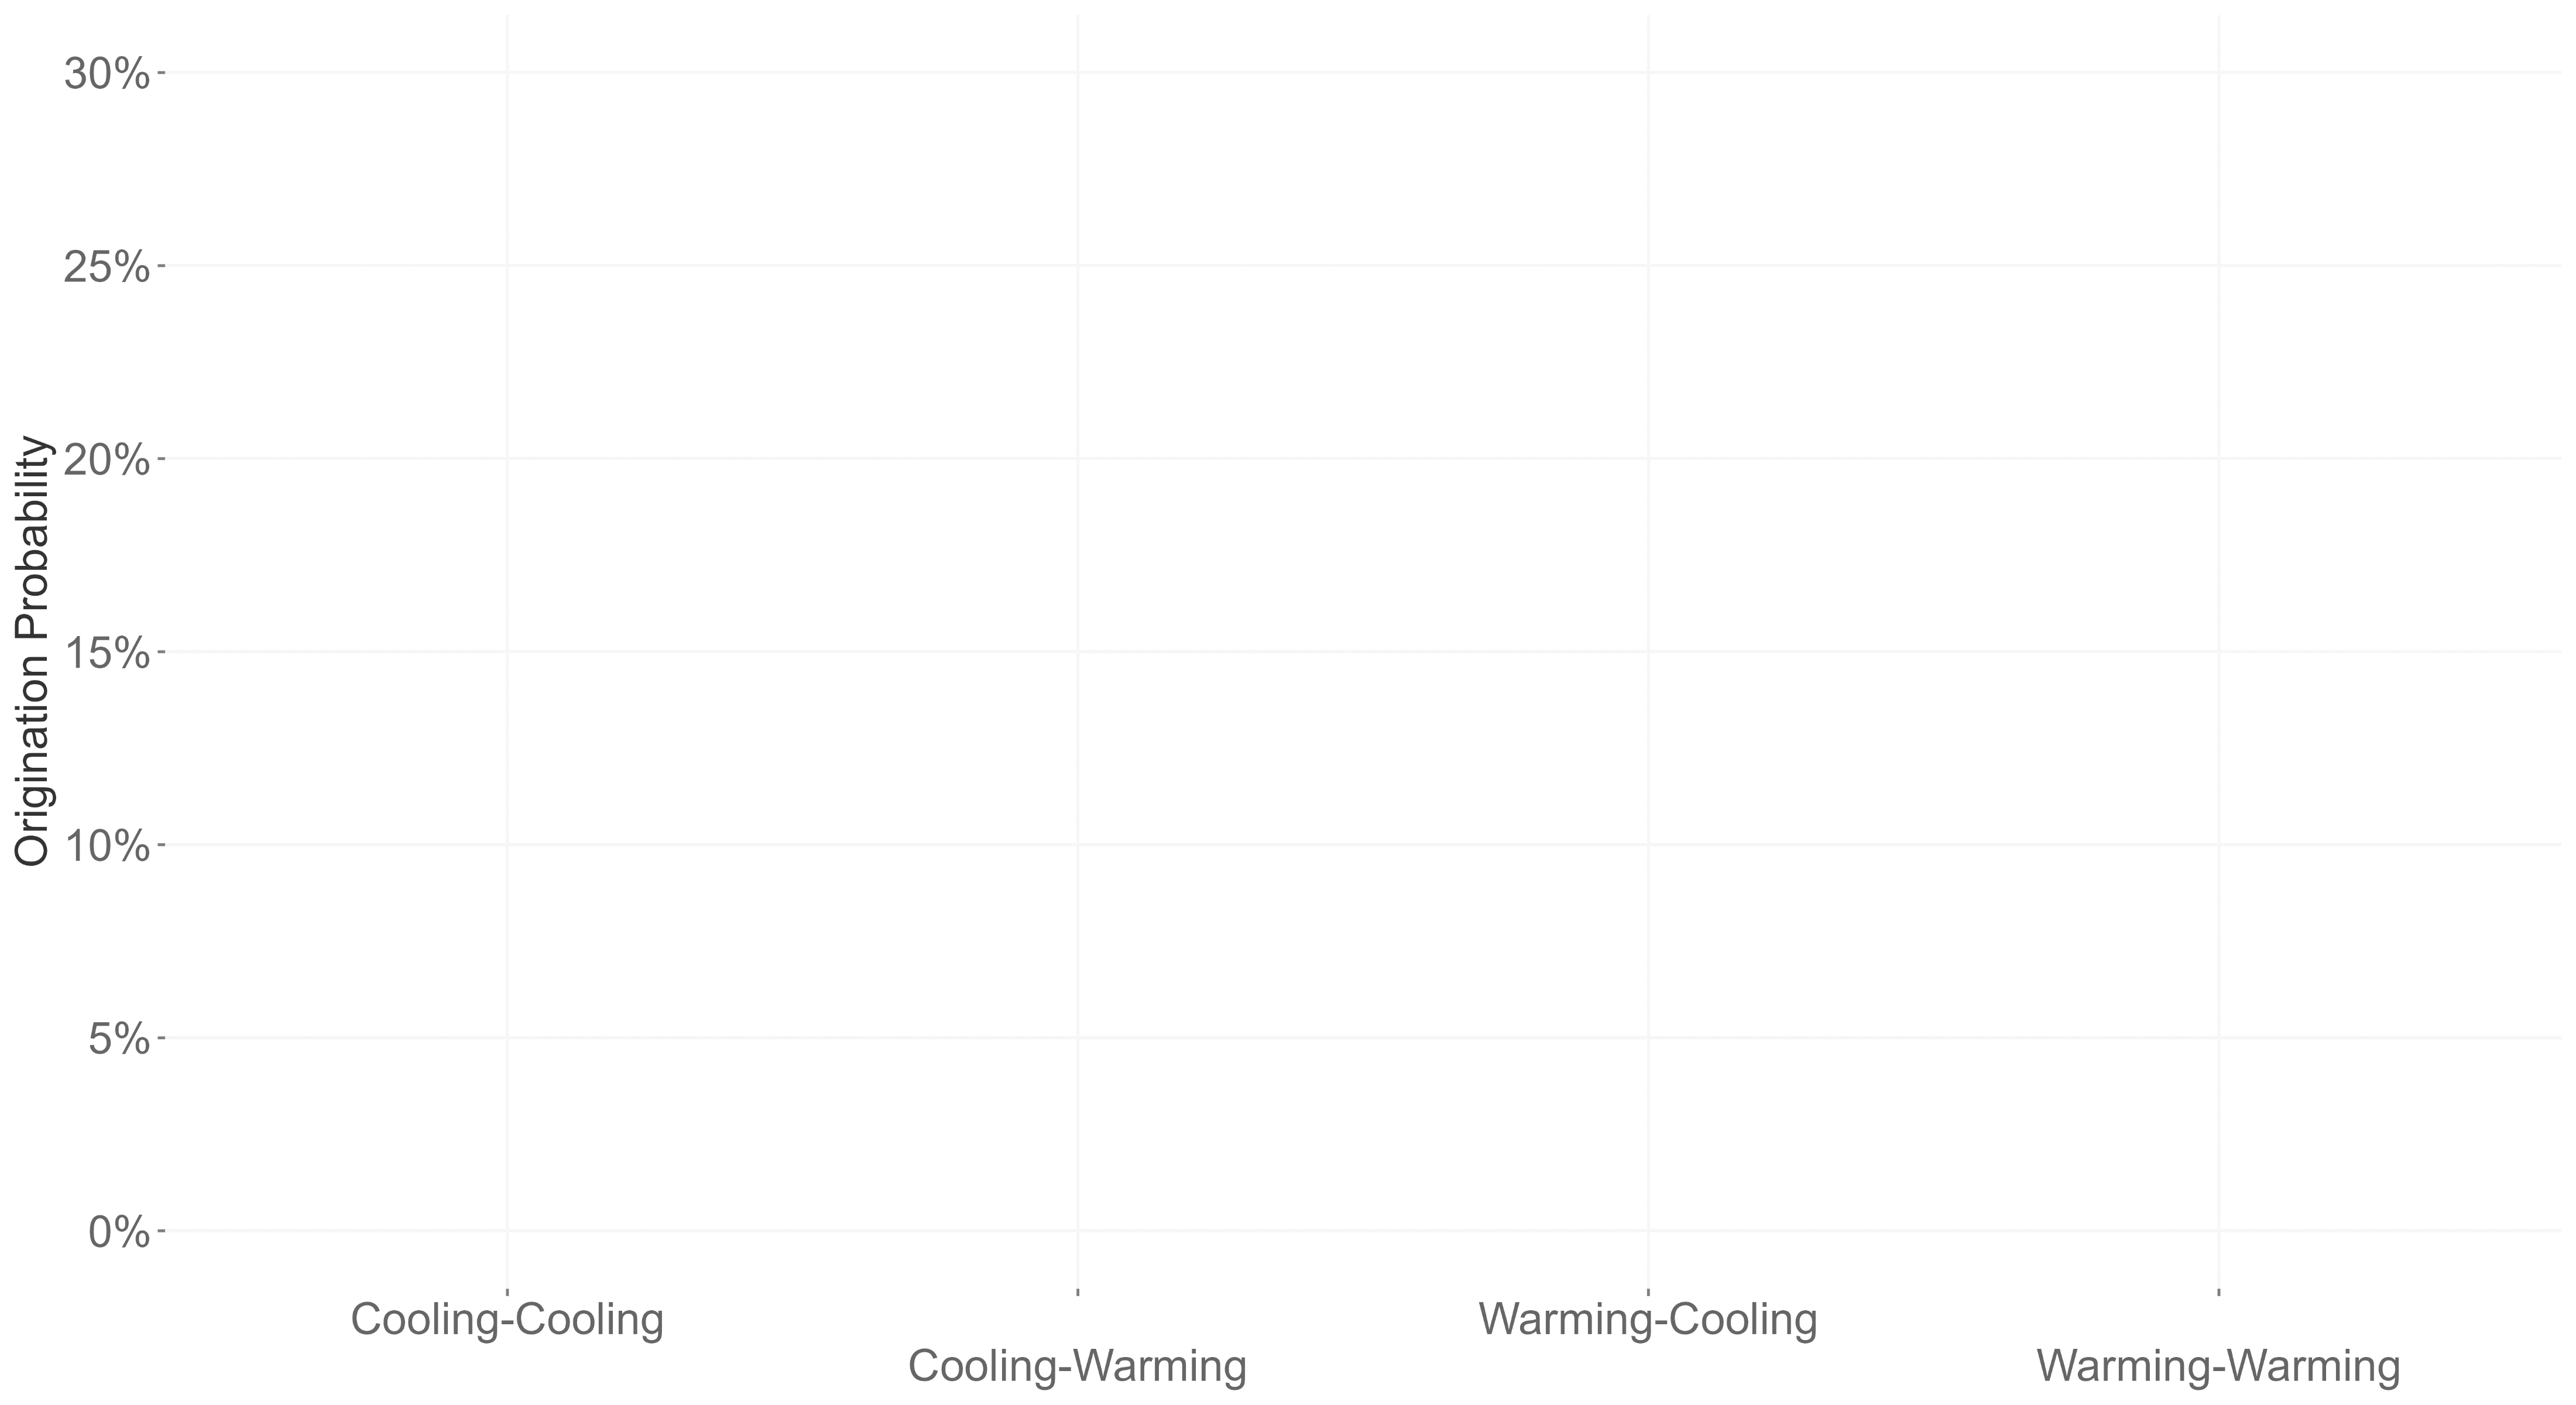 Origination Probability
30%
25%
20%
15%
10%
5%
0%
Cooling-Cooling
Cooling-Warming
Warming-Cooling
Warming-Warming